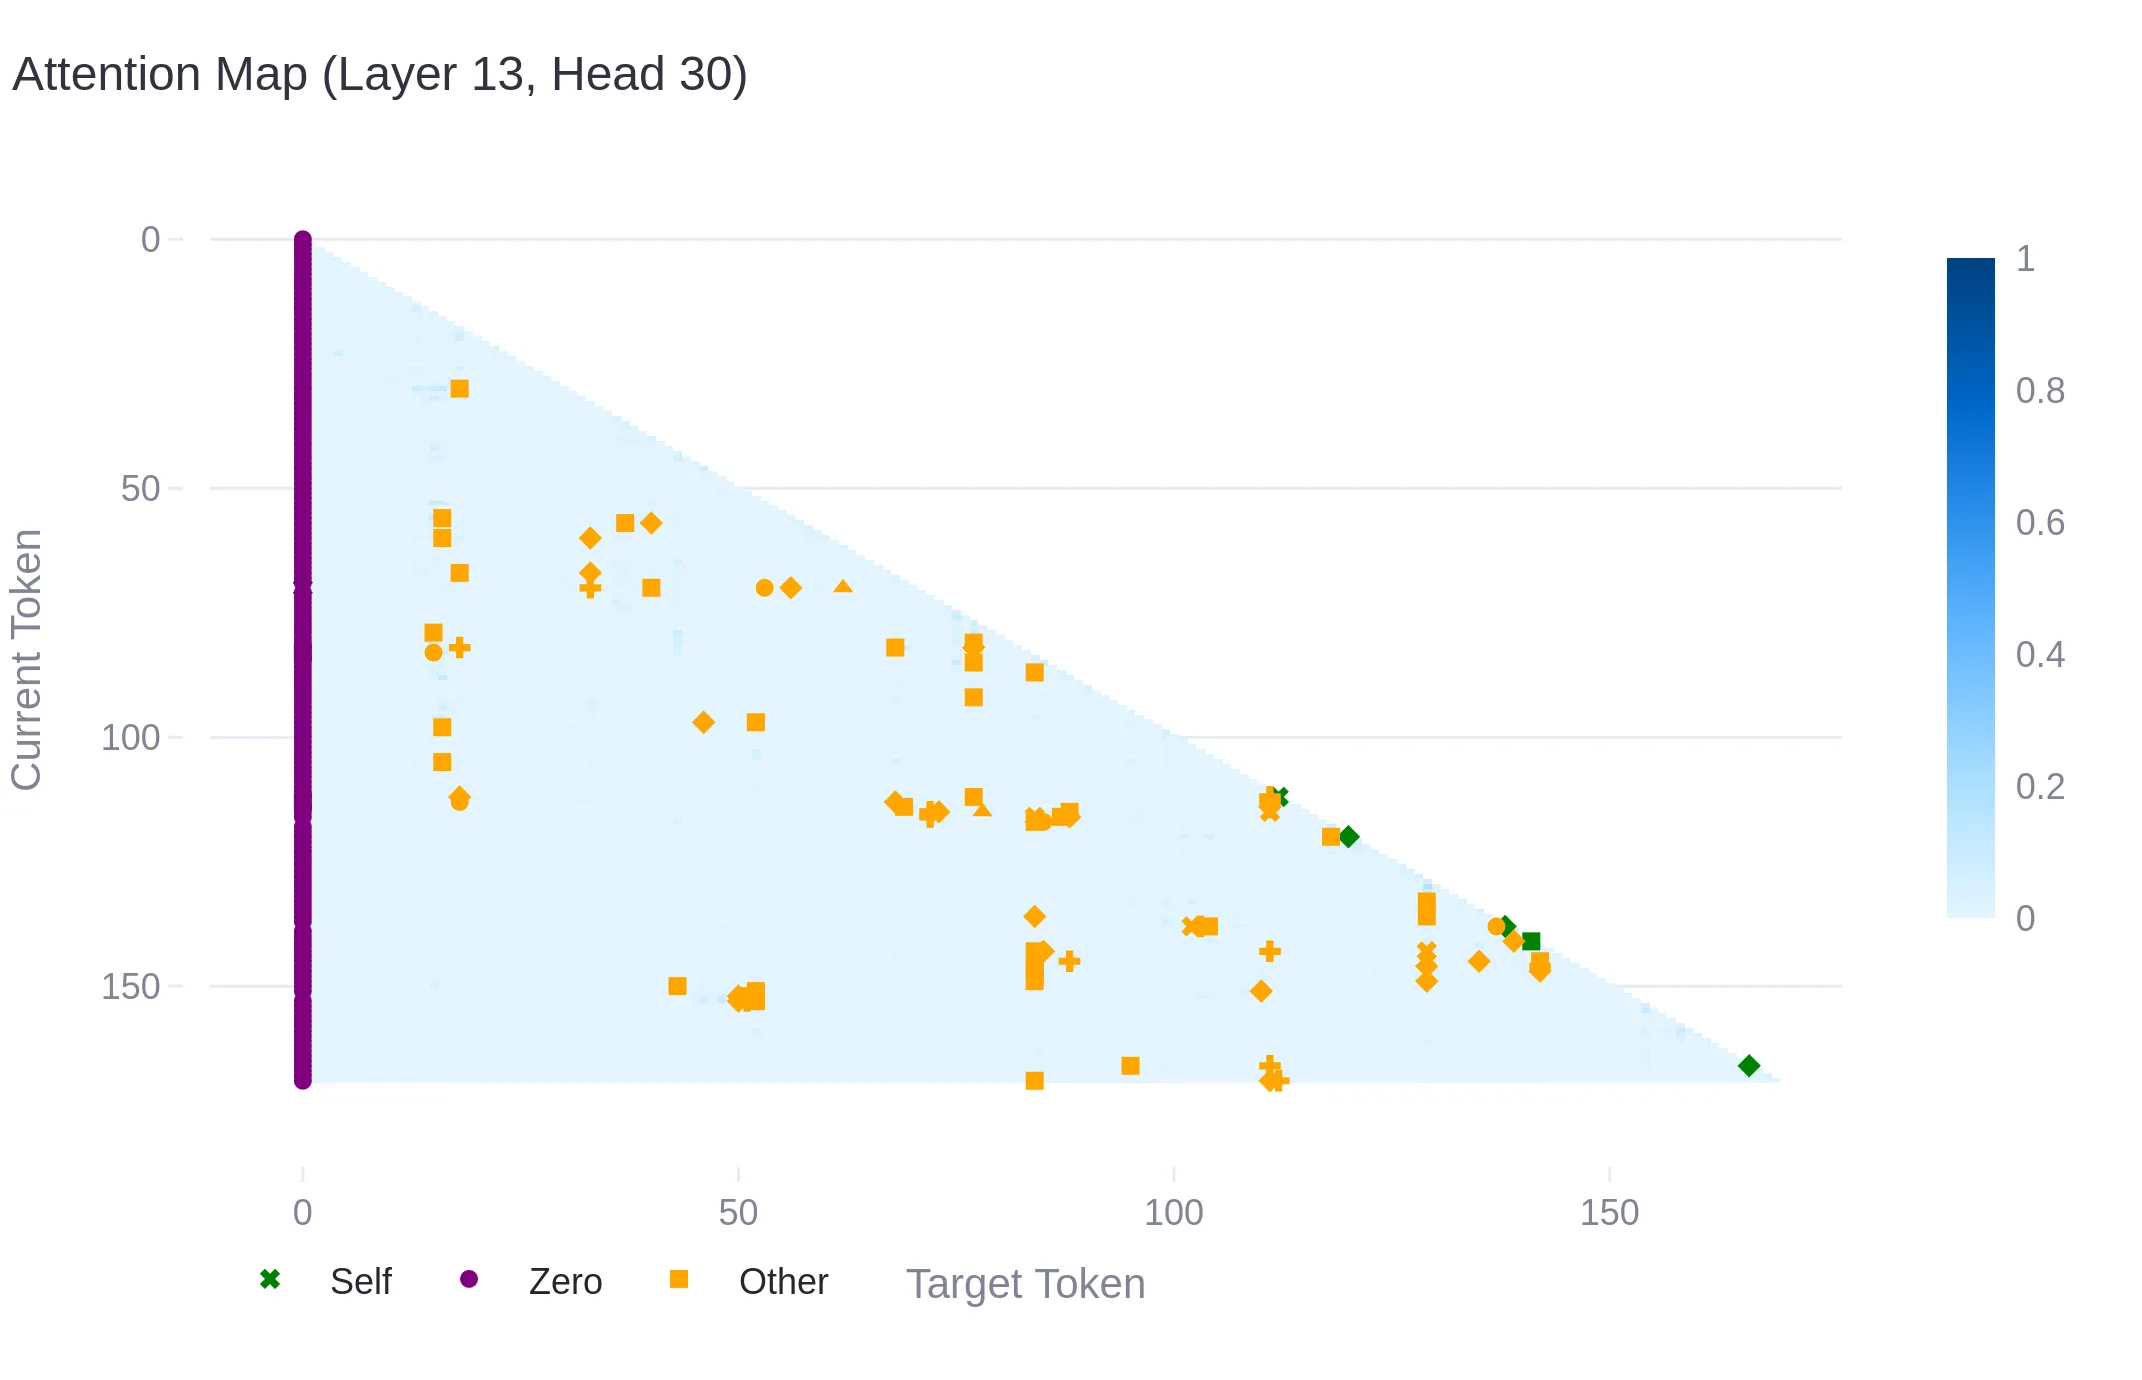 Attention Map (Layer 13, Head 30)
0
50
100
150
Current Token
1
0.8
0.6
0.4
0.2
0
0 50 100 150
Self Zero Other
Target Token